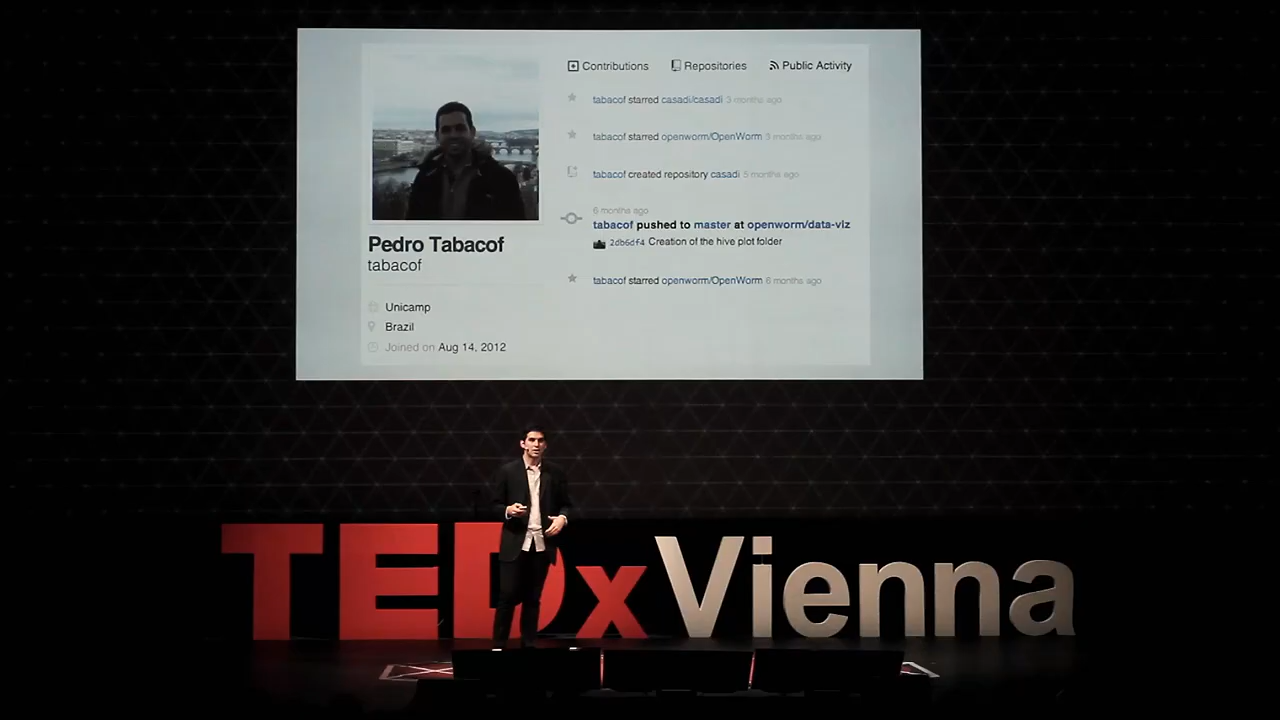 Contributions Repositories Public Activity
tabacof starred casadi/casadi 3 months ago
tabacof starred openworm/OpenWorm 3 months ago
tabacof created repository casadi 5 months ago
6 months ago
tabacof pushed to master at openworm/data-viz
2db6df4 Creation of the hive plot folder
tabacof starred openworm/OpenWorm 6 months ago
Pedro Tabacof
tabacof
Unicamp
Brazil
Joined on Aug 14, 2012
TEDxVienna